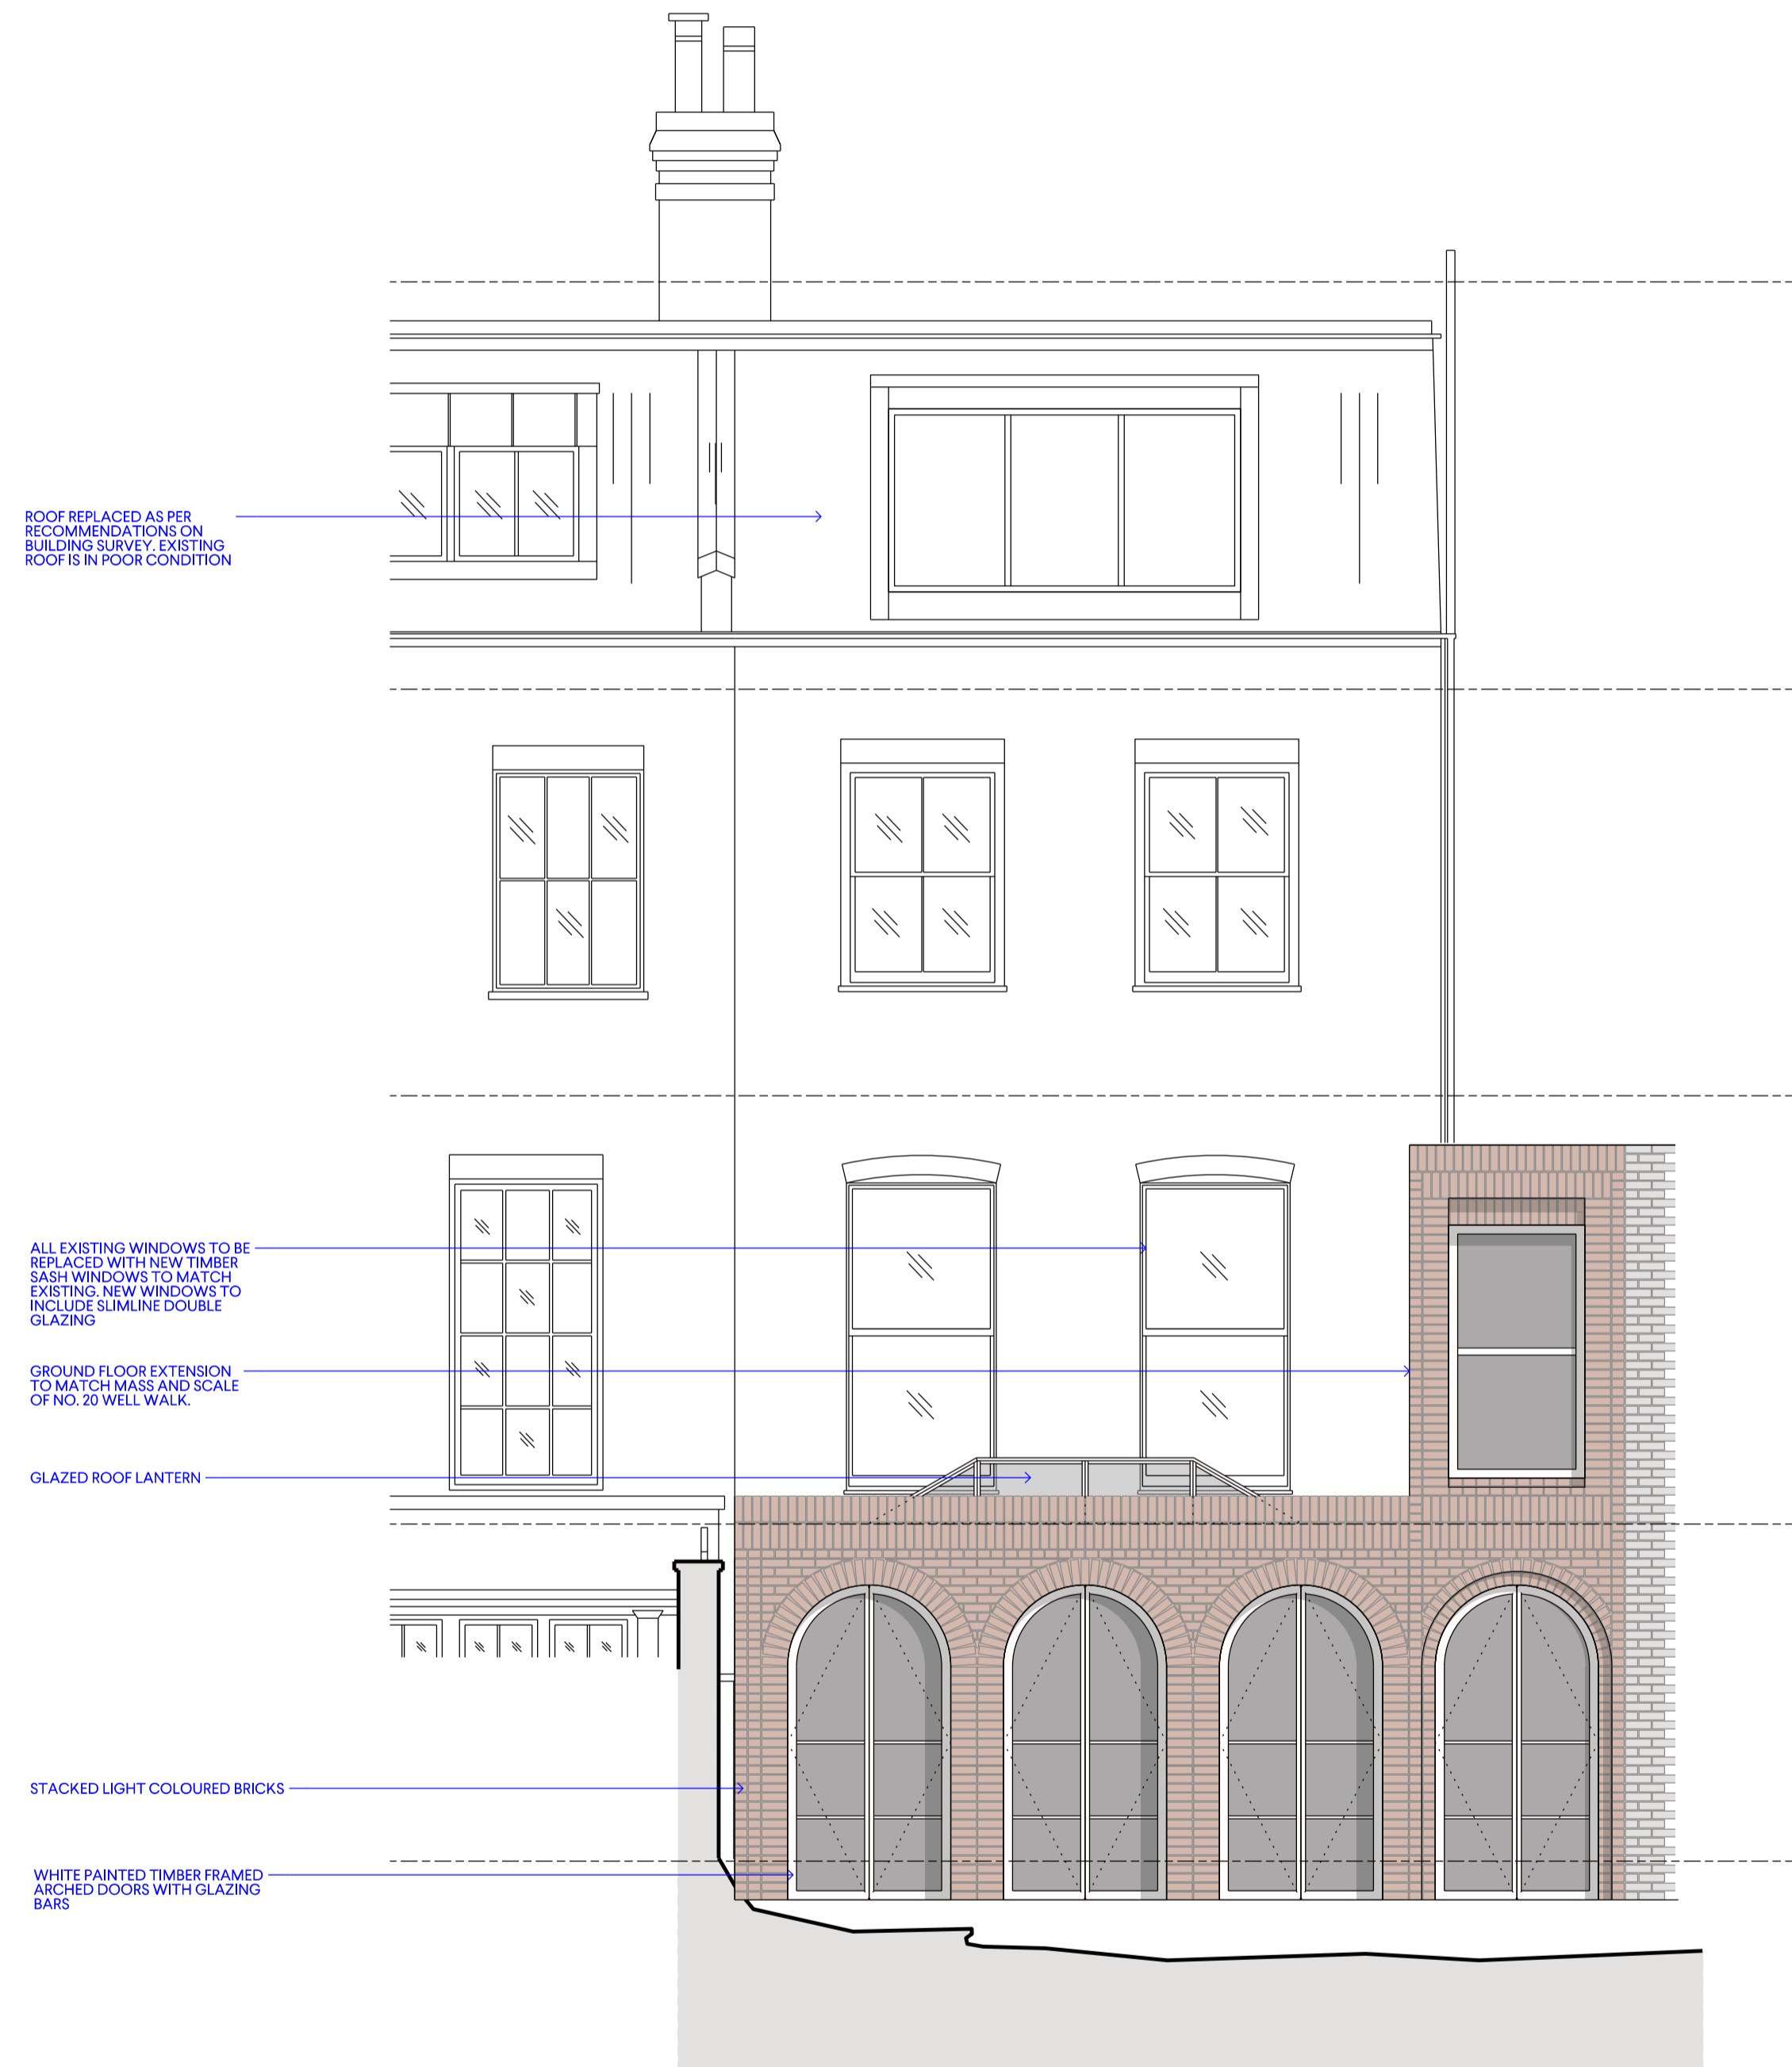 ROOF REPLACED AS PER
RECOMMENDATIONS ON
BUILDING SURVEY. EXISTING
ROOF IS IN POOR CONDITION
ALL EXISTING WINDOWS TO BE
REPLACED WITH NEW TIMBER
SASH WINDOWS TO MATCH
EXISTING. NEW WINDOWS TO
INCLUDE SLIMLINE DOUBLE
GLAZING
GROUND FLOOR EXTENSION
TO MATCH MASS AND SCALE
OF NO. 20 WELL WALK.
GLAZED ROOF LANTERN
STACKED LIGHT COLOURED BRICKS
WHITE PAINTED TIMBER FRAMED
ARCHED DOORS WITH GLAZING
BARS